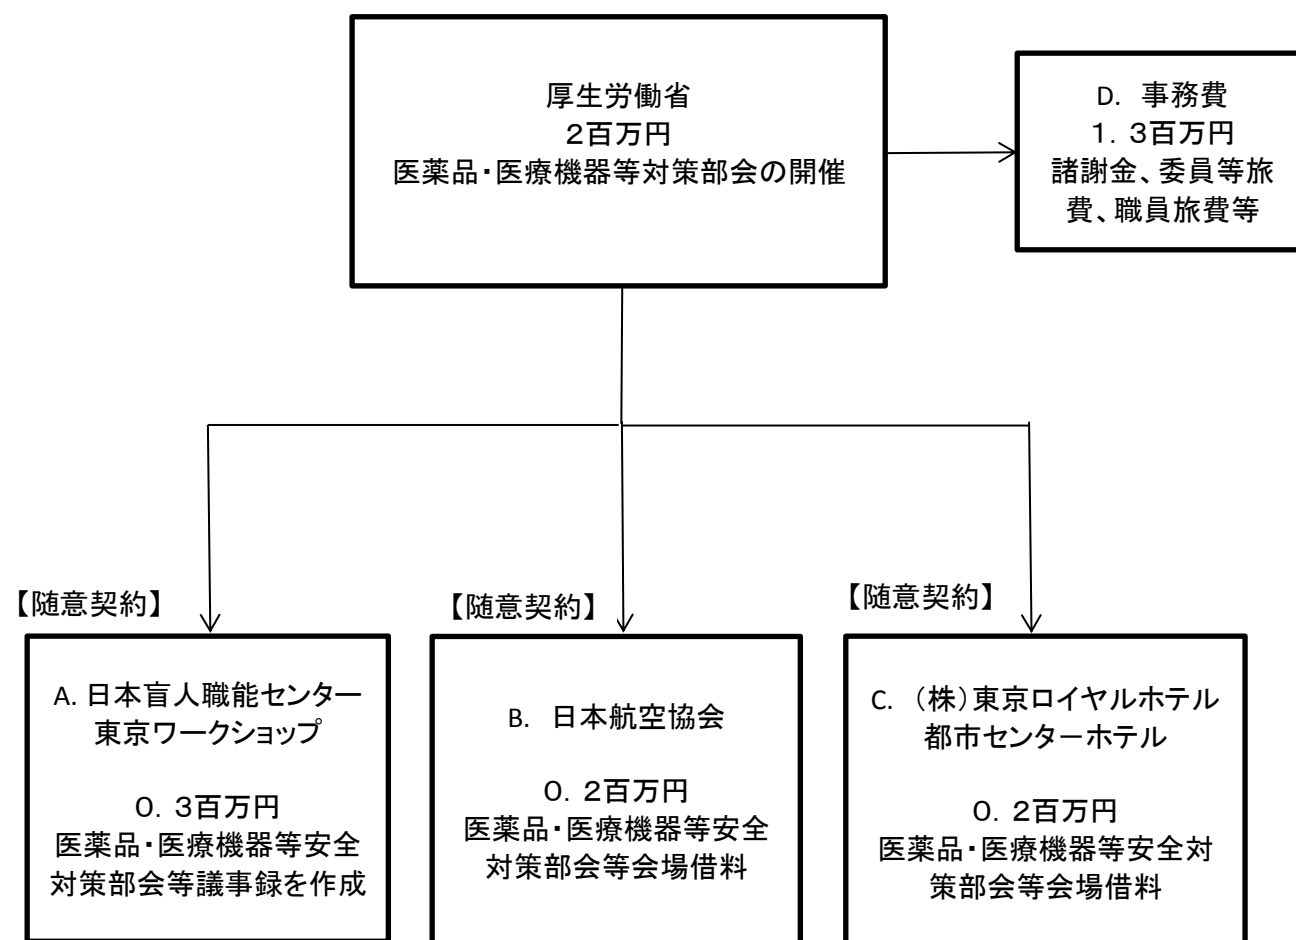 厚生労働省
２百万円
医薬品・医療機器等対策部会の開催
D.　事務費
１．３百万円
諸謝金、委員等旅
費、職員旅費等
【随意契約】
A. 日本盲人職能センター
東京ワークショップ
０．３百万円
医薬品・医療機器等安全
対策部会等議事録を作成
【随意契約】
B.　日本航空協会
０．２百万円
医薬品・医療機器等安全
対策部会等会場借料
【随意契約】
C.　（株）東京ロイヤルホテル
都市センターホテル
０．２百万円
医薬品・医療機器等安全対
策部会等会場借料